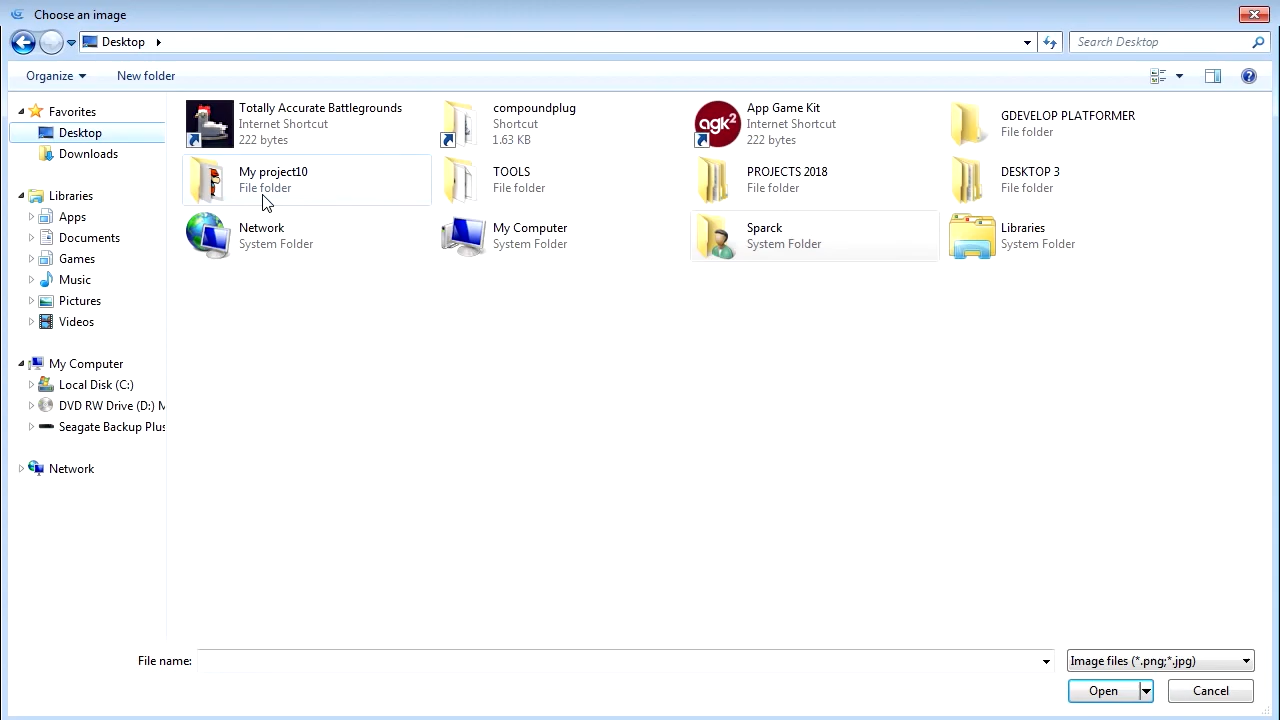 Choose an image
Desktop
Search Desktop
Organize
New folder
Favorites
Desktop
Downloads
Libraries
Apps
Documents
Games
Music
Pictures
Videos
My Computer
Local Disk (C:)
DVD RW Drive (D:) M
Seagate Backup Plus
Network
Totally Accurate Battlegrounds
Internet Shortcut
222 bytes
compoundplug
Shortcut
1.63 KB
agk2
App Game Kit
Internet Shortcut
222 bytes
GDEVELOP PLATFORMER
File folder
My project10
File folder
TOOLS
File folder
PROJECTS 2018
File folder
DESKTOP 3
File folder
Network
System Folder
My Computer
System Folder
Sparck
System Folder
Libraries
System Folder
File name:
Image files (*.png;*.jpg)
Open
Cancel